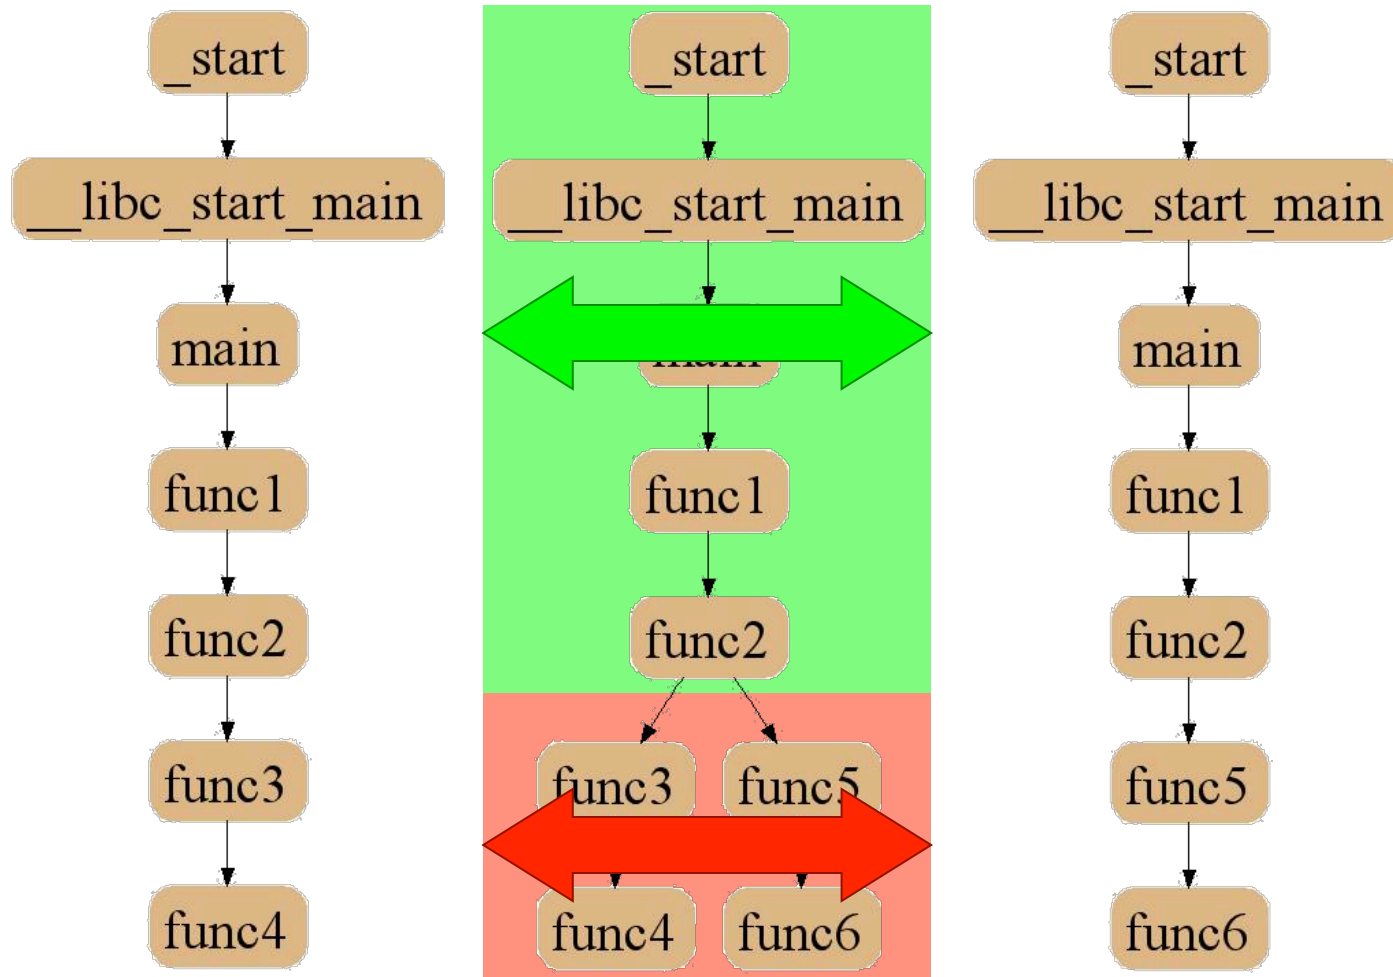 _start
__libc_start_main
main
func1
func2
func3
func4
_start
__libc_start_main
main
func1
func2
func3 func5
func4 func6
_start
__libc_start_main
main
func1
func2
func5
func6